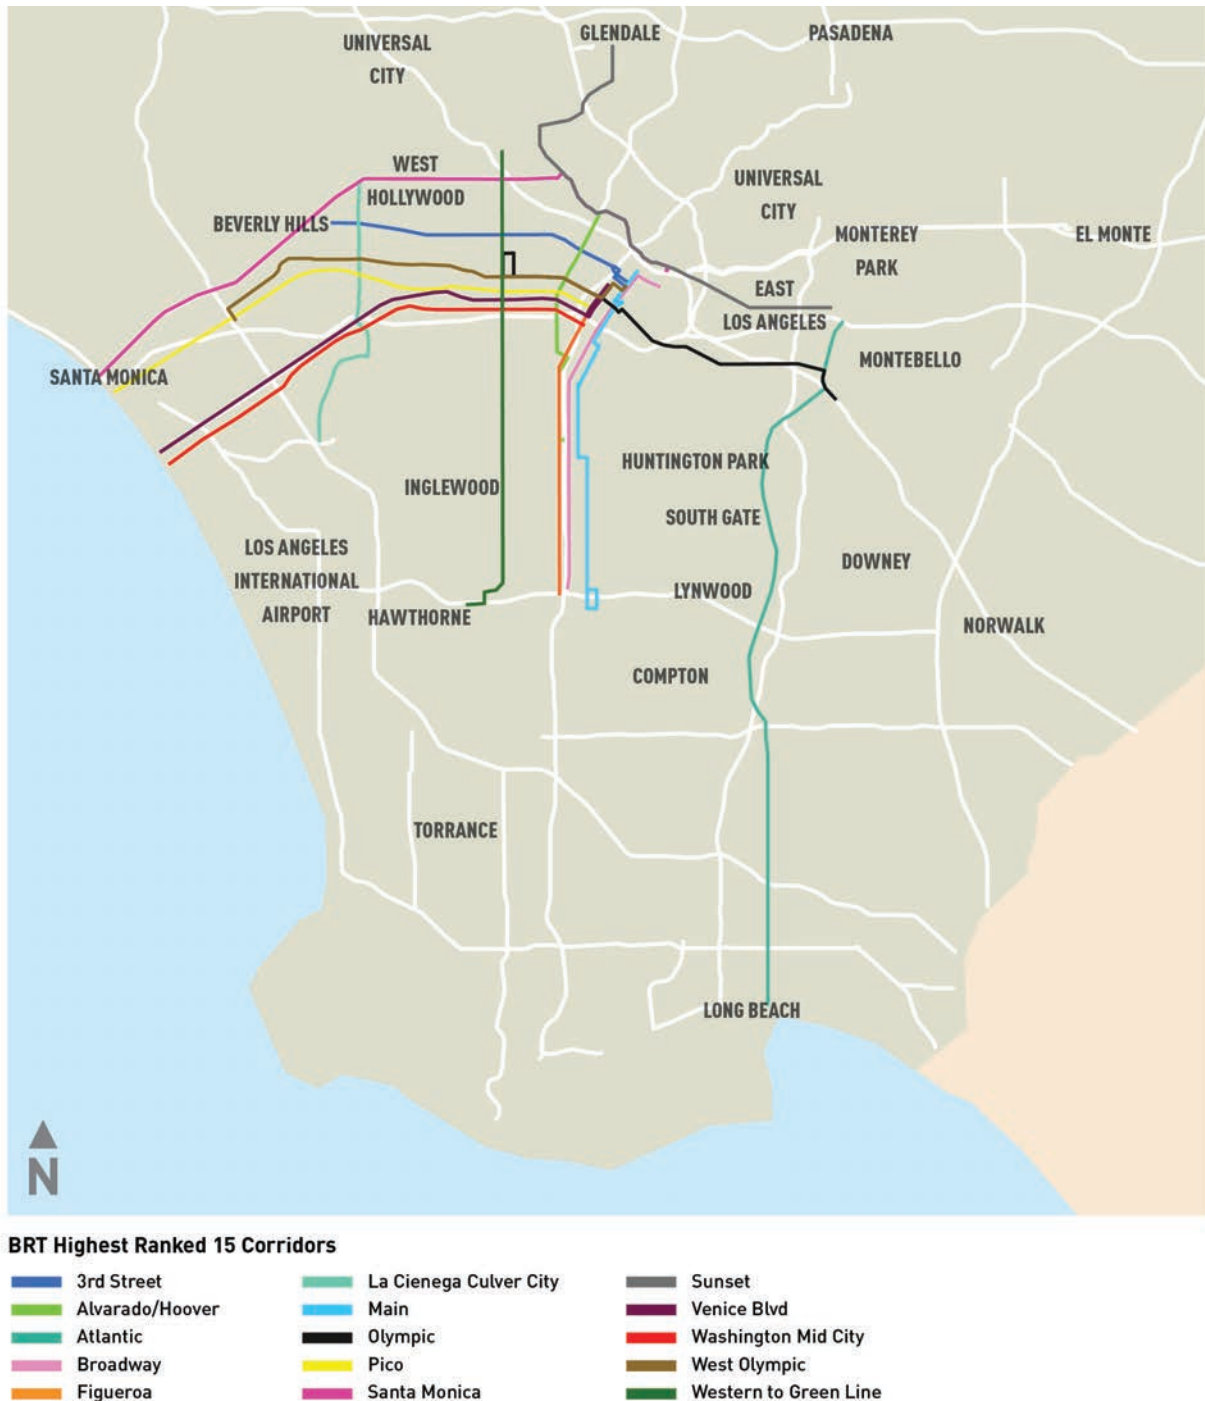 GLENDALE
PASADENA
UNIVERSAL
CITY
WEST
HOLLYWOOD
UNIVERSAL
CITY
BEVERLY HILLS
MONTEREY
PARK
EL MONTE
EAST
LOS ANGELES
MONTEBELLO
SANTA MONICA
HUNTINGTON PARK
INGLEWOOD
SOUTH GATE
LOS ANGELES
INTERNATIONAL
AIRPORT
DOWNEY
LYNWOOD
HAWTHORNE
NORWALK
COMPTON
TORRANCE
LONG BEACH
N
BRT Highest Ranked 15 Corridors
3rd Street
Alvarado/Hoover
Atlantic
Broadway
Figueroa
La Cienega Culver City
Main
Olympic
Pico
Santa Monica
Sunset
Venice Blvd
Washington Mid City
West Olympic
Western to Green Line